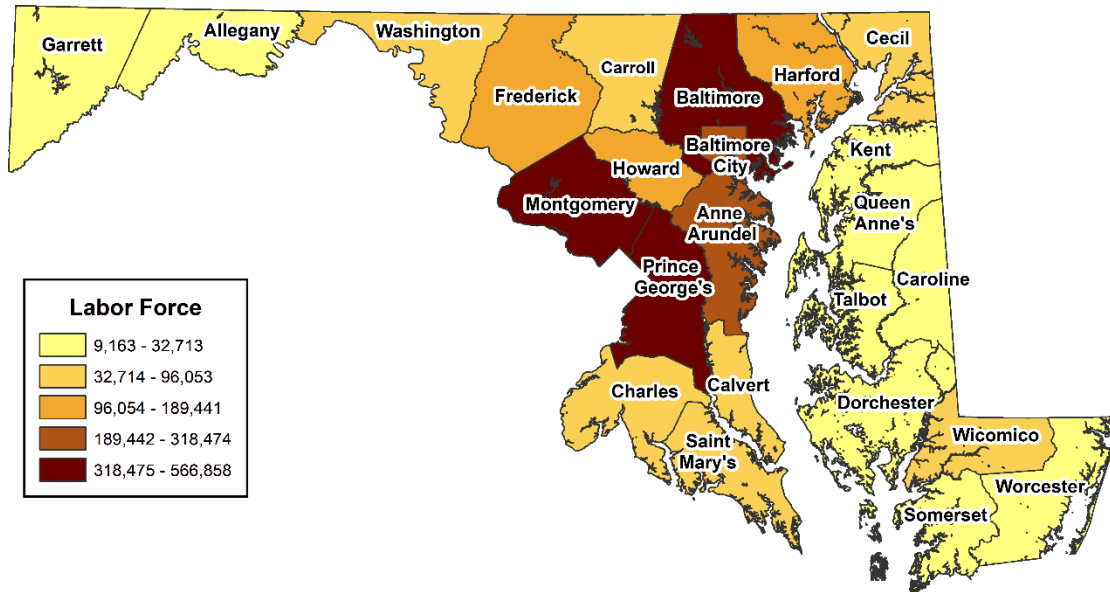 Garrett
Allegany
Washington
Frederick
Carroll
Baltimore
Harford
Cecil
Howard
Baltimore
City
Montgomery
Anne
Arundel
Prince
George's
Kent
Queen
Anne's
Caroline
Talbot
Charles
Calvert
Saint
Mary's
Dorchester
Wicomico
Worcester
Somerset
Labor Force
9,163 - 32,713
32,714 - 96,053
96,054 - 189,441
189,442 - 318,474
318,475 - 566,858